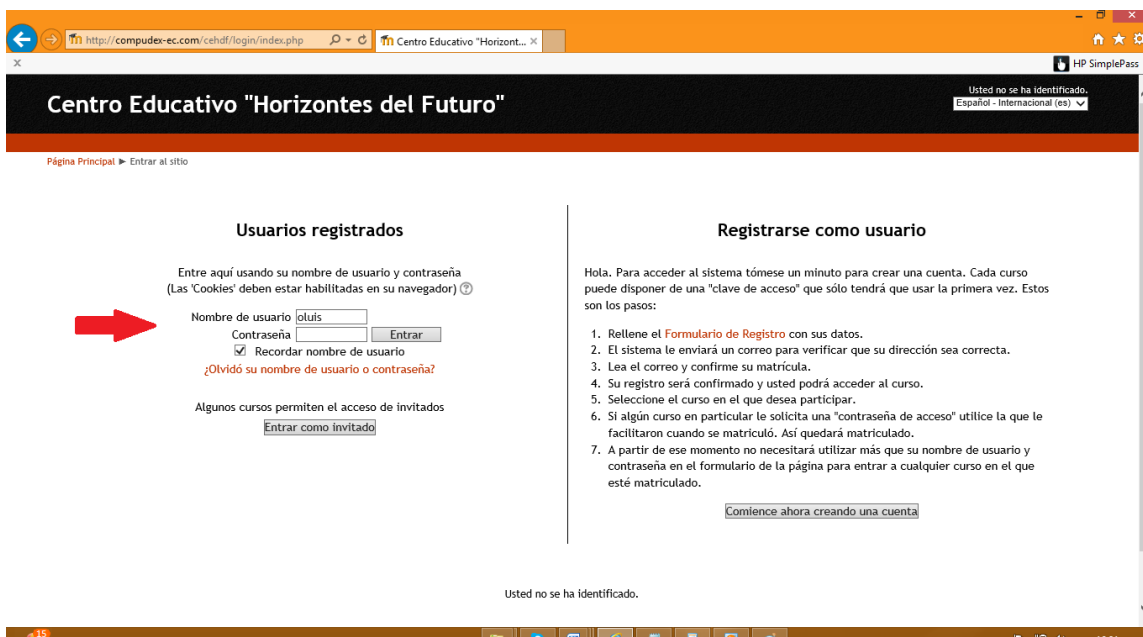 http://compudex-ec.com/cehdf/login/index.php
Centro Educativo "Horizont...
x
HP SimplePass
Centro Educativo "Horizontes del Futuro"
Usted no se ha identificado.
Español - Internacional (es)
Página Principal ► Entrar al sitio
Usuarios registrados
Entre aquí usando su nombre de usuario y contraseña
(Las 'Cookies' deben estar habilitadas en su navegador)
Nombre de usuario oluis
Contraseña Entrar
Recordar nombre de usuario
¿Olvidó su nombre de usuario o contraseña?
Algunos cursos permiten el acceso de invitados
Entrar como invitado
Registrarse como usuario
Hola. Para acceder al sistema tómese un minuto para crear una cuenta. Cada curso
puede disponer de una "clave de acceso" que sólo tendrá que usar la primera vez. Estos
son los pasos:
1. Rellene el Formulario de Registro con sus datos.
2. El sistema le enviará un correo para verificar que su dirección sea correcta.
3. Lea el correo y confirme su matrícula.
4. Su registro será confirmado y usted podrá acceder al curso.
5. Seleccione el curso en el que desea participar.
6. Si algún curso en particular le solicita una "contraseña de acceso" utilice la que le
facilitaron cuando se matriculó. Así quedará matriculado.
7. A partir de ese momento no necesitará utilizar más que su nombre de usuario y
contraseña en el formulario de la página para entrar a cualquier curso en el que
esté matriculado.
Comience ahora creando una cuenta
Usted no se ha identificado.
15